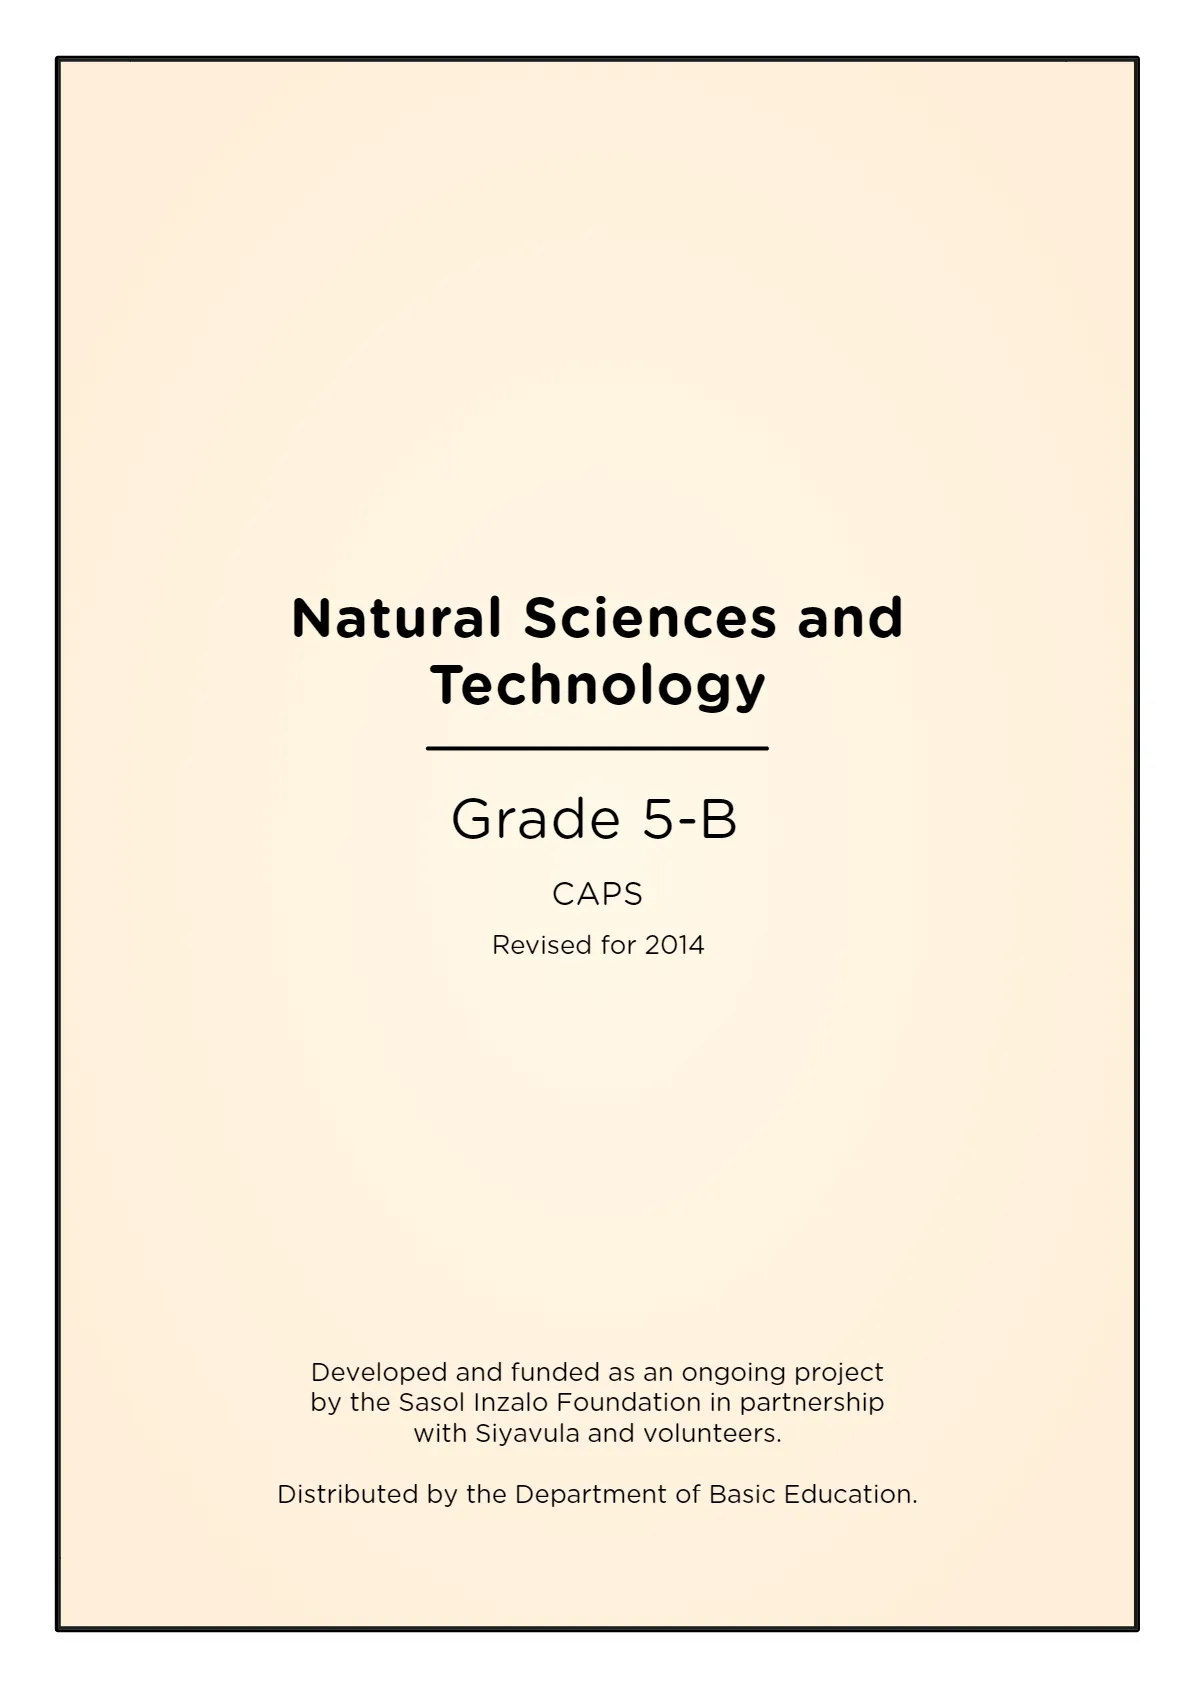 Natural Sciences and
Technology
Grade 5-B
CAPS
Revised for 2014
Developed and funded as an ongoing project
by the Sasol Inzalo Foundation in partnership
with Siyavula and volunteers.
Distributed by the Department of Basic Education.